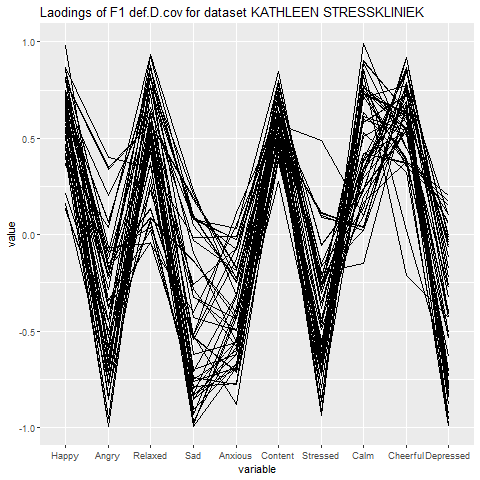 Laodings of F1 def.D.cov for dataset KATHLEEN STRESSKLINIEK
value
1.0
0.5
0.0
-0.5
-1.0
Happy Angry Relaxed Sad Anxious Content Stressed Calm Cheerful Depressed
variable